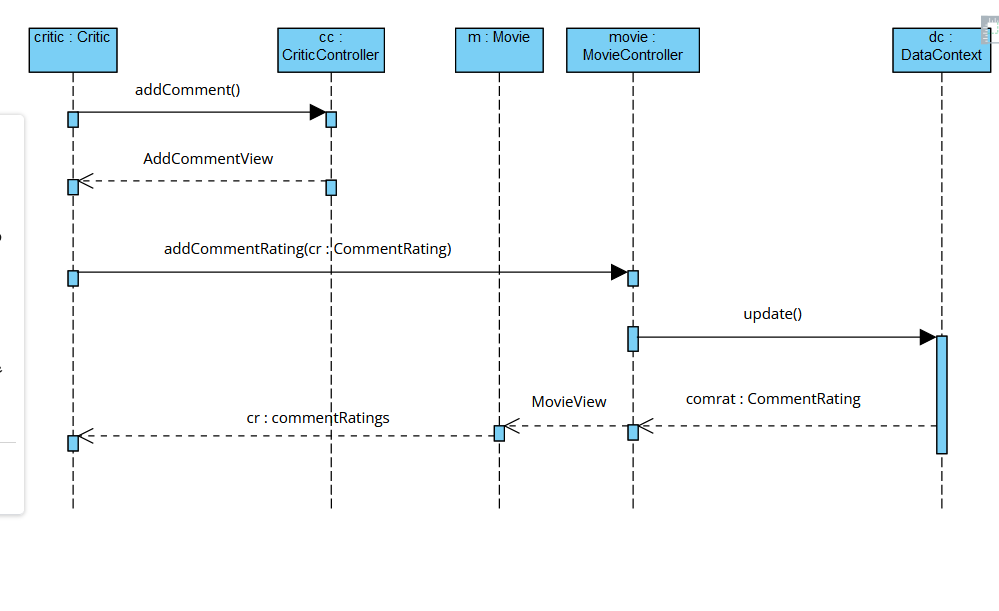 critic : Critic
cc :
CriticController
m : Movie
movie :
MovieController
dc :
DataContext
addComment()
AddCommentView
addCommentRating(cr : CommentRating)
update()
comrat : CommentRating
MovieView
cr : commentRatings